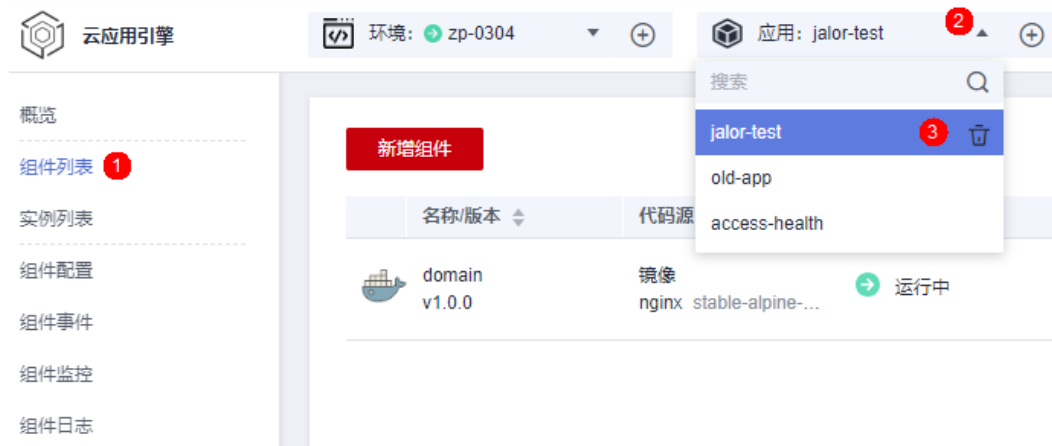 云应用引擎
环境: zp-0304
应用: jalor-test
2
搜索
jalor-test
3
old-app
access-health
概览
组件列表 1
实例列表
组件配置
组件事件
组件监控
组件日志
新增组件
名称/版本
代码源
domain
v1.0.0
镜像
nginx stable-alpine-...
运行中